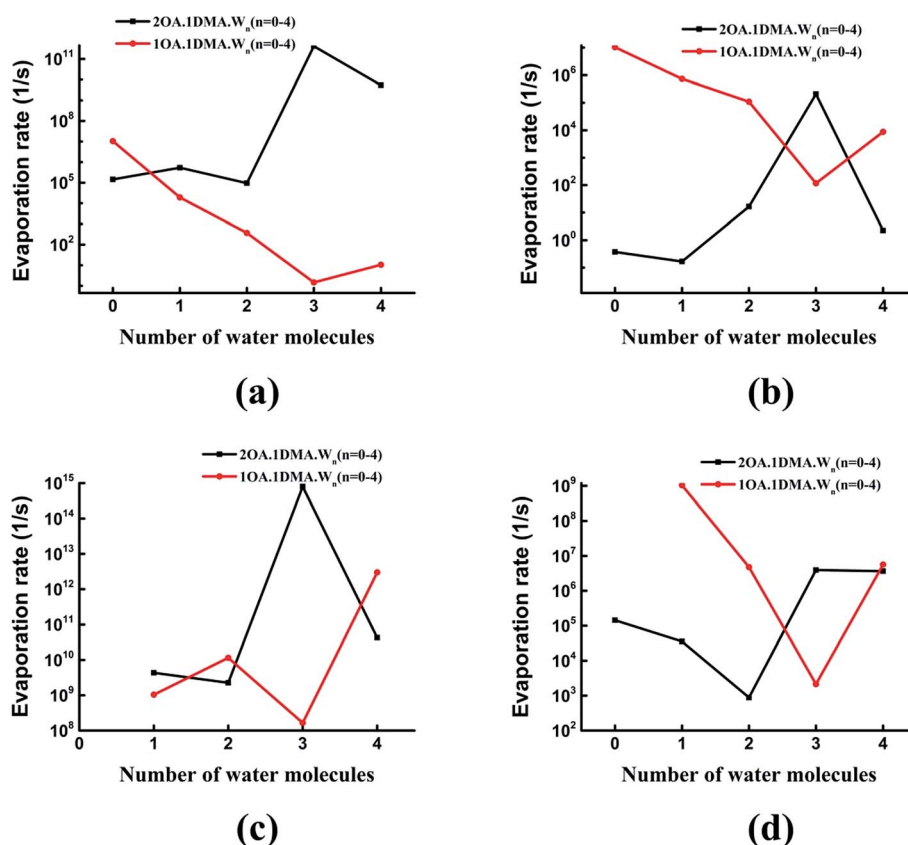 2OA.1DMA.Wn(n=0-4)
1OA.1DMA.Wn(n=0-4)
10^11
10^8
10^5
10^2
Evaporation rate (1/s)
0 1 2 3 4
Number of water molecules
(a)
2OA.1DMA.Wn(n=0-4)
1OA.1DMA.Wn(n=0-4)
10^6
10^4
10^2
10^0
Evaporation rate (1/s)
0 1 2 3 4
Number of water molecules
(b)
2OA.1DMA.Wn(n=0-4)
1OA.1DMA.Wn(n=0-4)
10^15
10^14
10^13
10^12
10^11
10^10
10^9
10^8
Evaporation rate (1/s)
0 1 2 3 4
Number of water molecules
(c)
2OA.1DMA.Wn(n=0-4)
1OA.1DMA.Wn(n=0-4)
10^9
10^8
10^7
10^6
10^5
10^4
10^3
10^2
Evaporation rate (1/s)
0 1 2 3 4
Number of water molecules
(d)